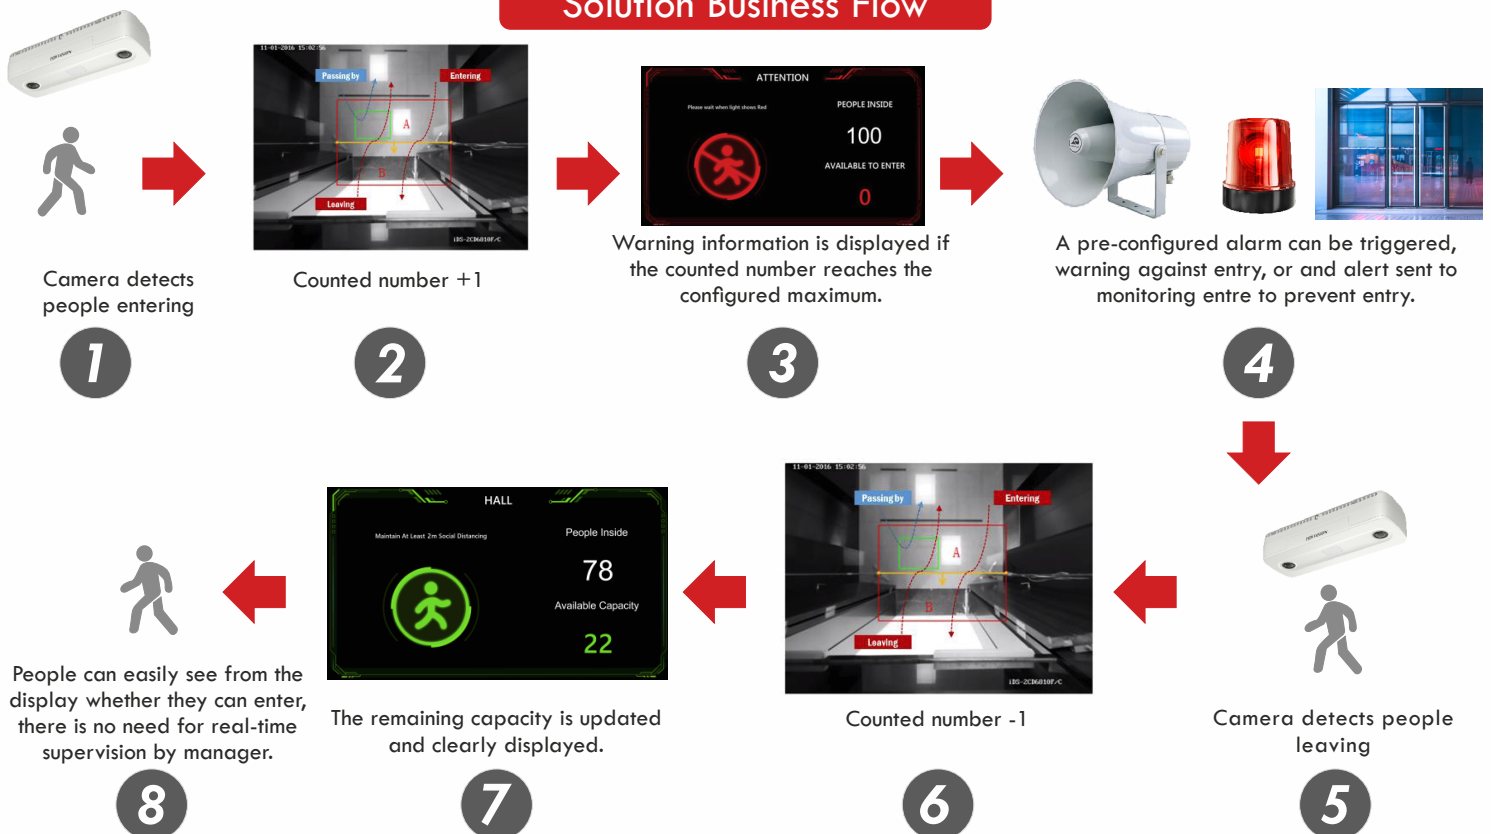 Solution Business Flow
HIKVISION
11-01-2016 15:02:56
Passing by
Entering
A
B
Leaving
iDS-2CD6810F/C
ATTENTION
Please wait when light shows Red
PEOPLE INSIDE
100
AVAILABLE TO ENTER
0
Camera detects
people entering
1
Counted number +1
2
Warning information is displayed if
the counted number reaches the
configured maximum.
3
A pre-configured alarm can be triggered,
warning against entry, or and alert sent to
monitoring entre to prevent entry.
4
HIKVISION
Camera detects people
leaving
5
11-01-2016 15:02:56
Passing by
Entering
A
B
Leaving
iDS-2CD6810F/C
Counted number -1
6
HALL
Maintain At Least 2m Social Distancing
People Inside
78
Available Capacity
22
The remaining capacity is updated
and clearly displayed.
7
People can easily see from the
display whether they can enter,
there is no need for real-time
supervision by manager.
8